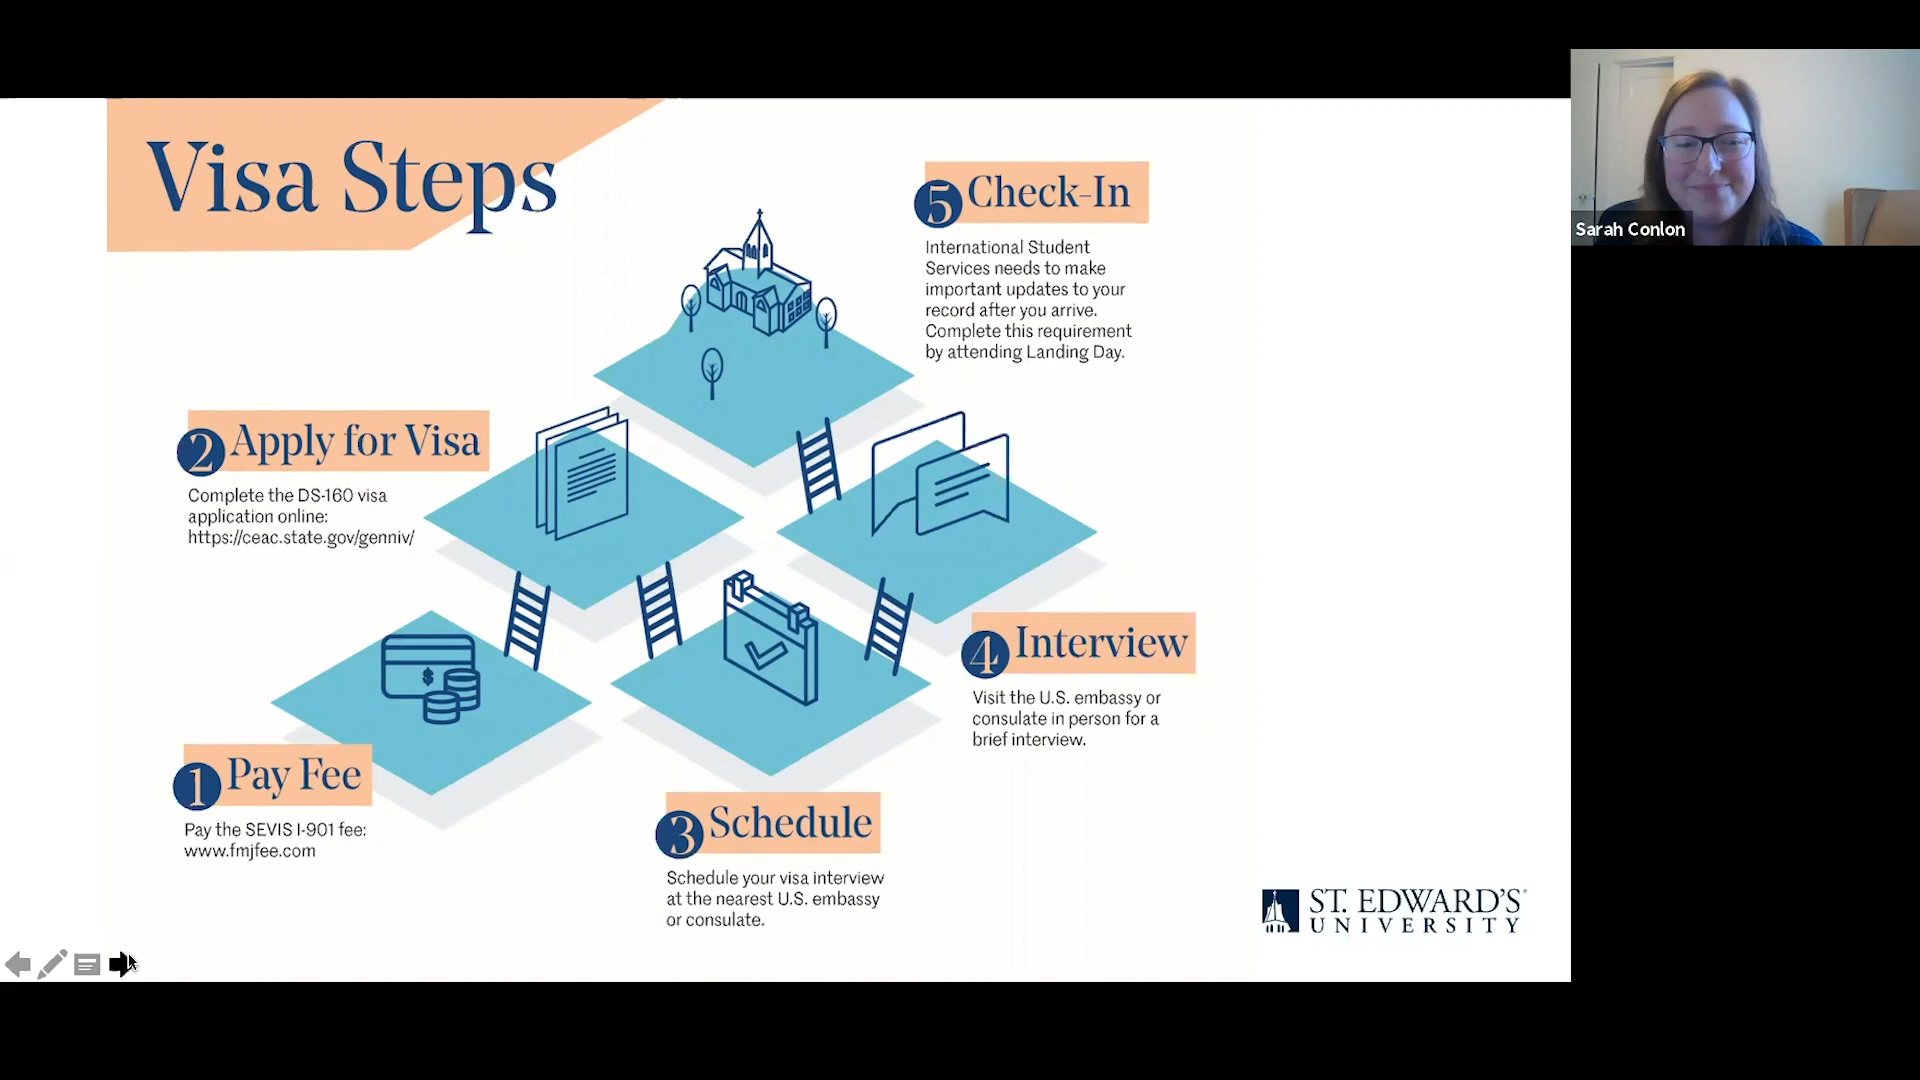 Visa Steps
5 Check-In
International Student
Services needs to make
important updates to your
record after you arrive.
Complete this requirement
by attending Landing Day.
Sarah Conlon
2 Apply for Visa
Complete the DS-160 visa
application online:
https://ceac.state.gov/genniv/
$
4 Interview
Visit the U.S. embassy or
consulate in person for a
brief interview.
1 Pay Fee
Pay the SEVIS I-901 fee:
www.fmjfee.com
3 Schedule
Schedule your visa interview
at the nearest U.S. embassy
or consulate.
ST. EDWARD'S
UNIVERSITY